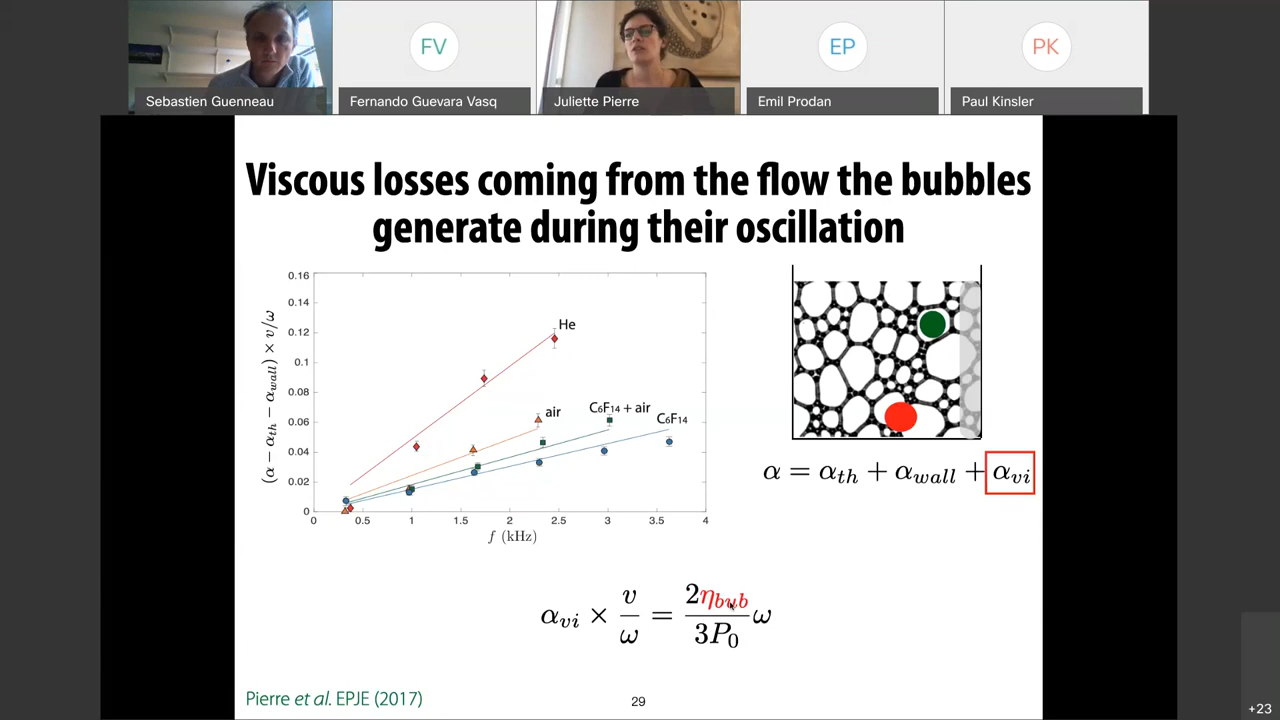 FV
EP
PK
Sebastien Guenneau
Fernando Guevara Vasq
Juliette Pierre
Emil Prodan
Paul Kinsler
Viscous losses coming from the flow the bubbles
generate during their oscillation
0.16
0.14
0.12
0.1
0.08
0.06
0.04
0.02
0
(α − α_th − α_wall) × v/ω
He
air
C₆F₁₄ + air
C₆F₁₄
0 0.5 1 1.5 2 2.5 3 3.5 4
f (kHz)
α = α_th + α_wall + α_vi
α_vi × v/ω = 2η_bub/3P₀ ω
Pierre et al. EPJE (2017)
29
+23